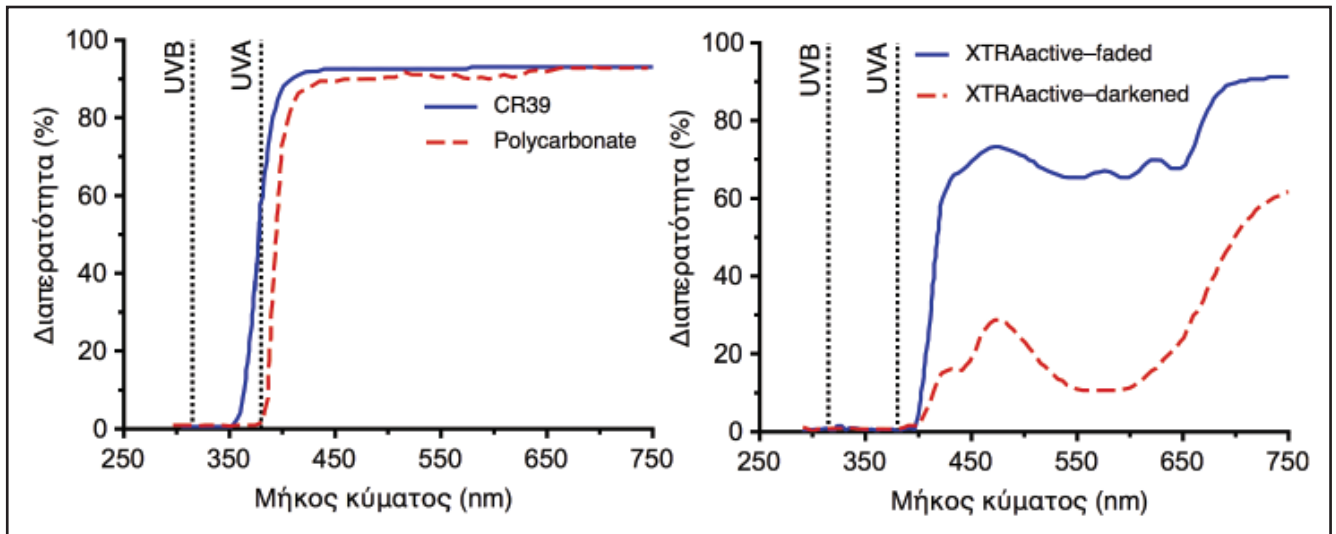 100
80
60
40
20
0
Διαπερατότητα (%)
UVB
UVA
CR39
Polycarbonate
250 350 450 550 650 750
Μήκος κύματος (nm)
100
80
60
40
20
0
Διαπερατότητα (%)
UVB
UVA
XTRAactive–faded
XTRAactive–darkened
250 350 450 550 650 750
Μήκος κύματος (nm)